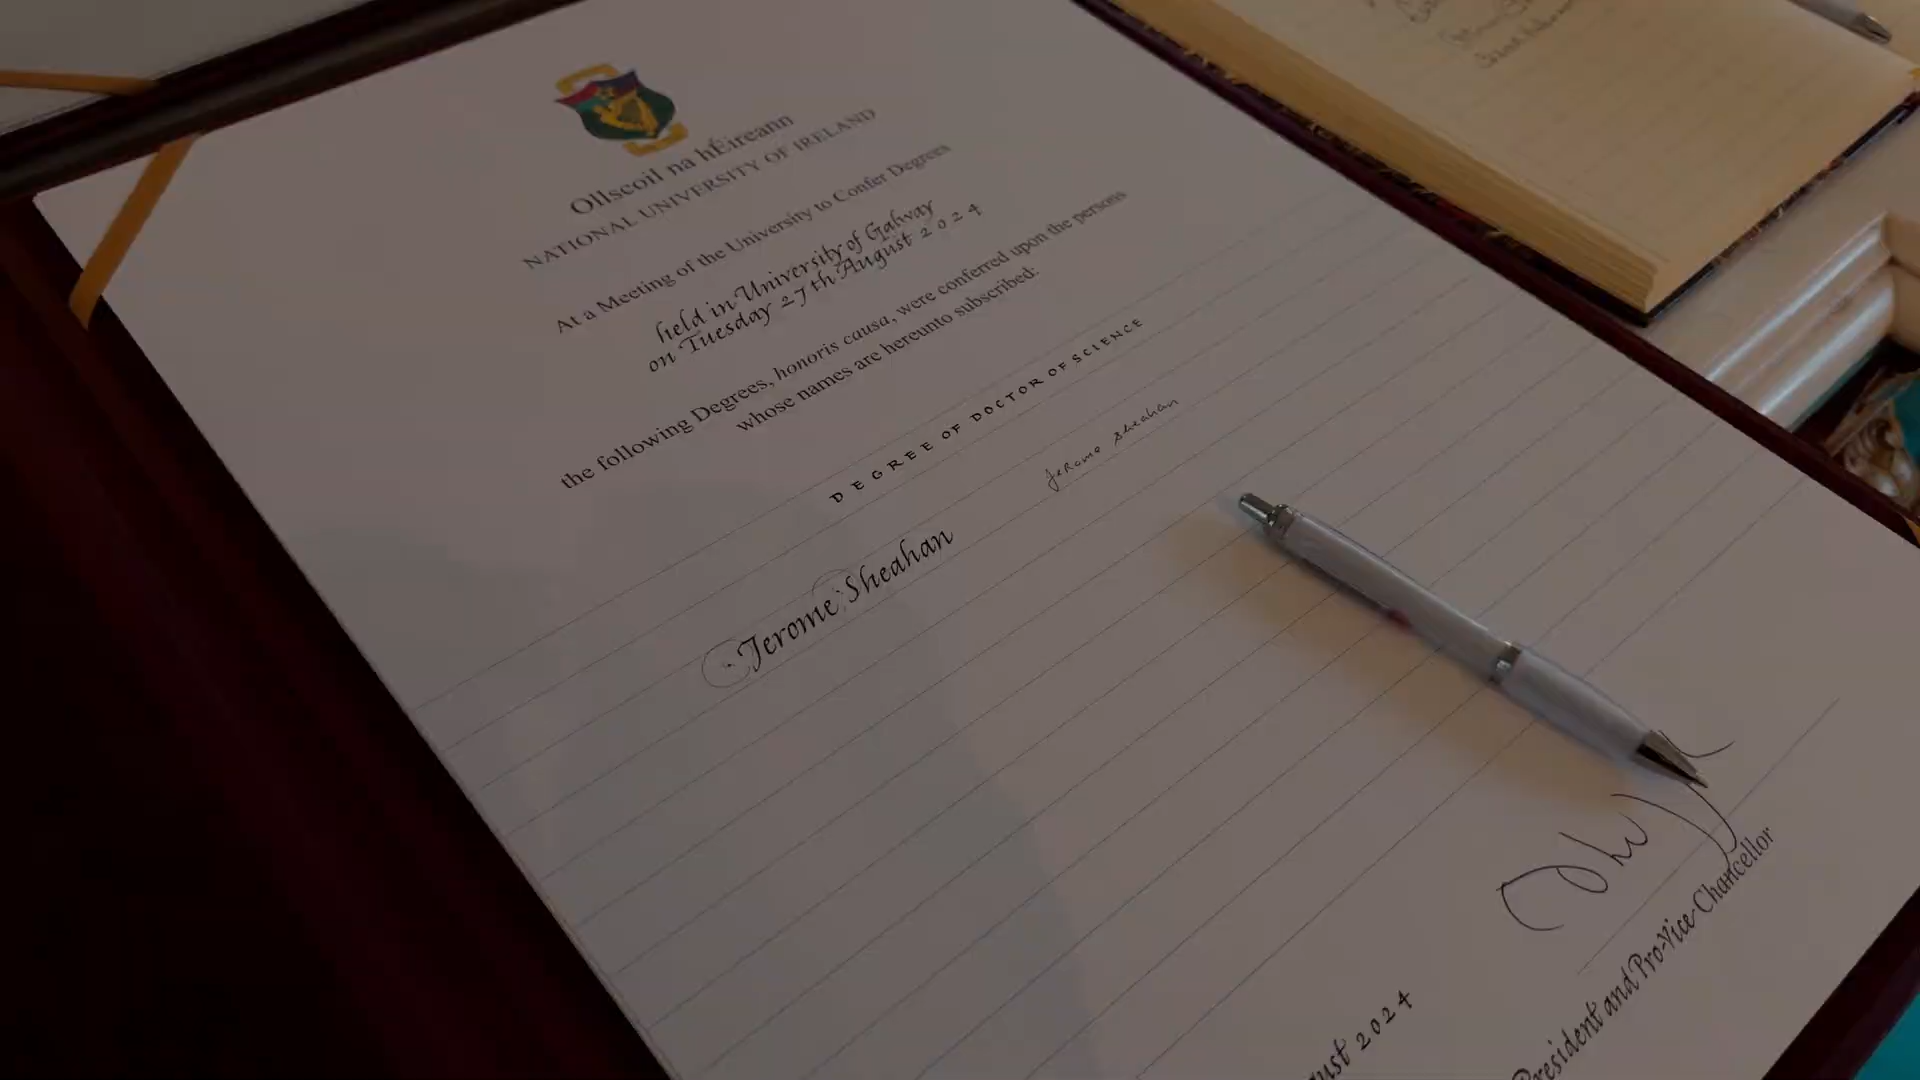 Ollscoil na hÉireann
NATIONAL UNIVERSITY OF IRELAND
At a Meeting of the University to Confer Degrees
held in University of Galway
on Tuesday 27th August 2024
the following Degrees, honoris causa, were conferred upon the persons
whose names are hereunto subscribed:
DEGREE OF DOCTOR OF SCIENCE
Jerome Sheahan
Jerome Sheahan
President and Pro-Vice-Chancellor
2024